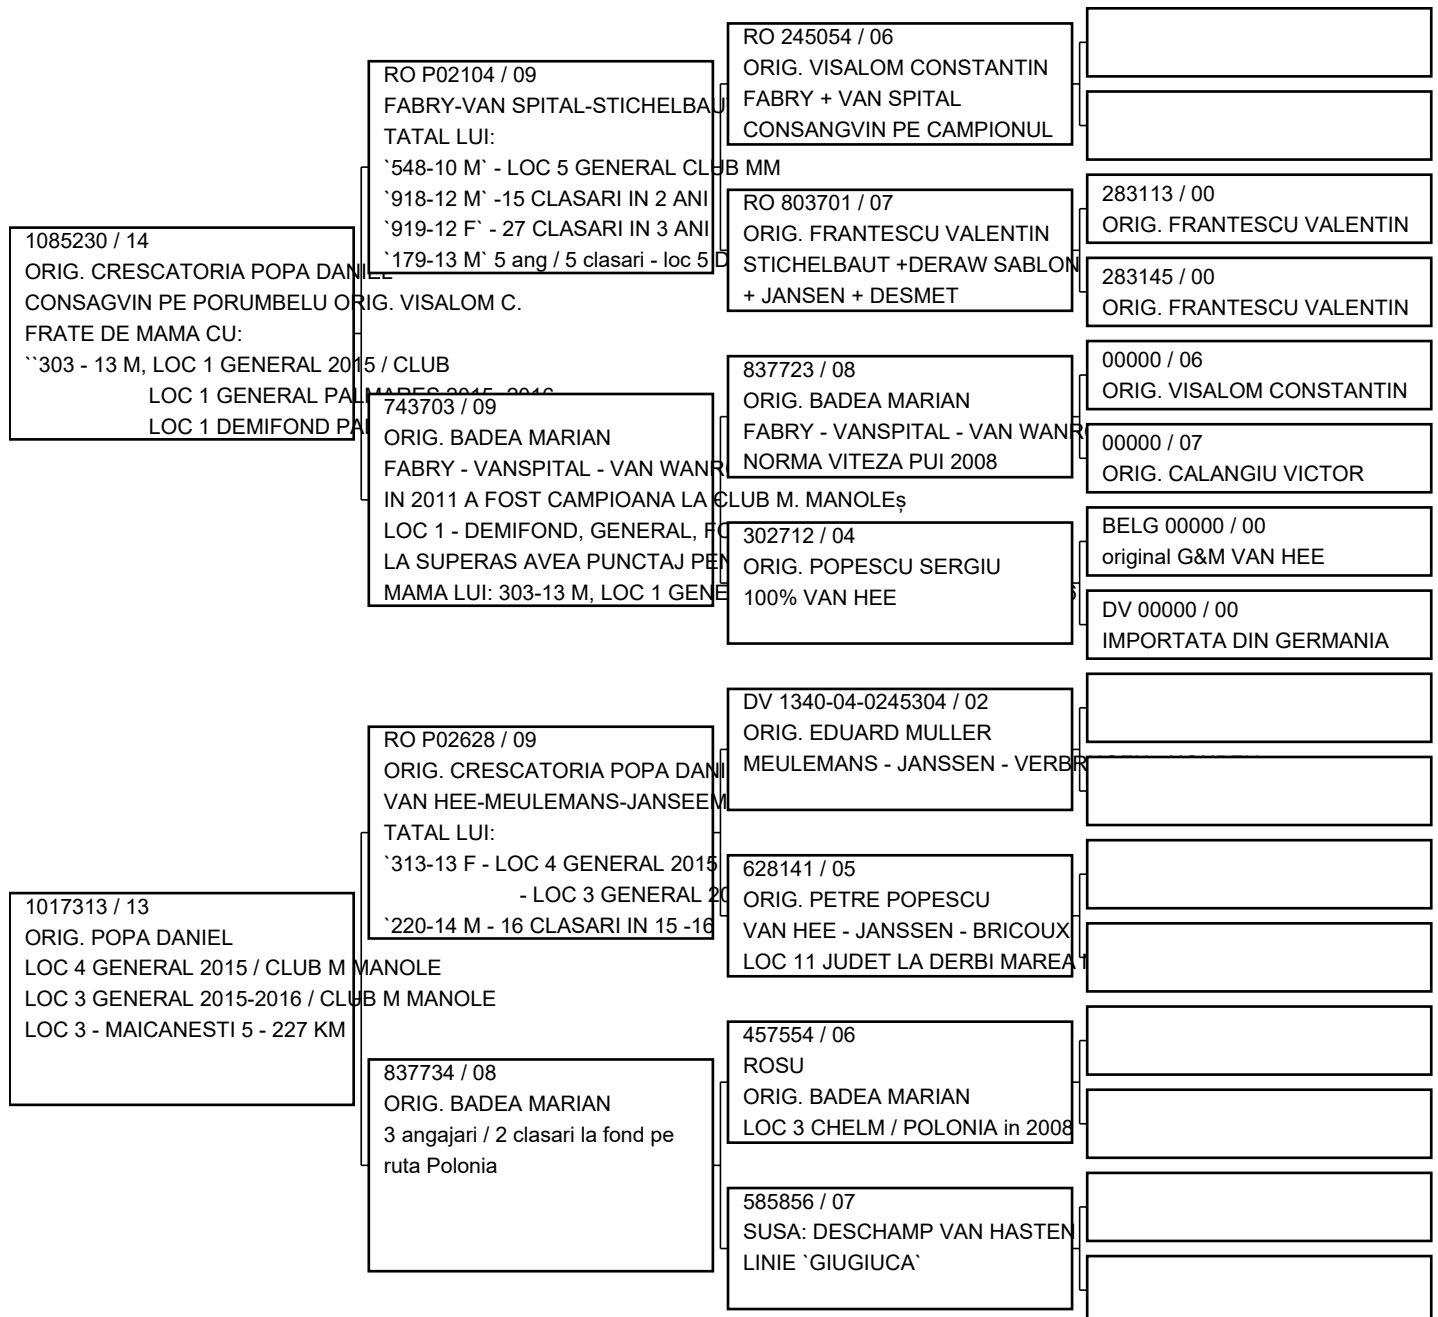 1085230 / 14
ORIG. CRESCATORIA POPA DANIEL
CONSAGVIN PE PORUMBELU ORIG. VISALOM C.
FRATE DE MAMA CU:
``303 - 13 M, LOC 1 GENERAL 2015 / CLUB
LOC 1 GENERAL PALMARES 2015 -2016
LOC 1 DEMIFOND PA
1017313 / 13
ORIG. POPA DANIEL
LOC 4 GENERAL 2015 / CLUB M MANOLE
LOC 3 GENERAL 2015-2016 / CLUB M MANOLE
LOC 3 - MAICANESTI 5 - 227 KM
RO P02104 / 09
FABRY-VAN SPITAL-STICHELBAU
TATAL LUI:
`548-10 M` - LOC 5 GENERAL CLUB MM
`918-12 M` -15 CLASARI IN 2 ANI
`919-12 F` - 27 CLASARI IN 3 ANI
`179-13 M` 5 ang / 5 clasari - loc 5 D
743703 / 09
ORIG. BADEA MARIAN
FABRY - VANSPITAL - VAN WANR
IN 2011 A FOST CAMPIOANA LA CLUB M. MANOLEș
LOC 1 - DEMIFOND, GENERAL, FO
LA SUPERAS AVEA PUNCTAJ PEN
MAMA LUI: 303-13 M, LOC 1 GENE
RO P02628 / 09
ORIG. CRESCATORIA POPA DANI
VAN HEE-MEULEMANS-JANSEEM
TATAL LUI:
`313-13 F - LOC 4 GENERAL 2015
- LOC 3 GENERAL 20
`220-14 M - 16 CLASARI IN 15 -16
837734 / 08
ORIG. BADEA MARIAN
3 angajari / 2 clasari la fond pe
ruta Polonia
RO 245054 / 06
ORIG. VISALOM CONSTANTIN
FABRY + VAN SPITAL
CONSANGVIN PE CAMPIONUL
RO 803701 / 07
ORIG. FRANTESCU VALENTIN
STICHELBAUT +DERAW SABLON
+ JANSEN + DESMET
837723 / 08
ORIG. BADEA MARIAN
FABRY - VANSPITAL - VAN WANR
NORMA VITEZA PUI 2008
302712 / 04
ORIG. POPESCU SERGIU
100% VAN HEE
DV 1340-04-0245304 / 02
ORIG. EDUARD MULLER
MEULEMANS - JANSSEN - VERBR
628141 / 05
ORIG. PETRE POPESCU
VAN HEE - JANSSEN - BRICOUX
LOC 11 JUDET LA DERBI MAREA
457554 / 06
ROSU
ORIG. BADEA MARIAN
LOC 3 CHELM / POLONIA in 2008
585856 / 07
SUSA: DESCHAMP VAN HASTEN
LINIE `GIUGIUCA`
283113 / 00
ORIG. FRANTESCU VALENTIN
283145 / 00
ORIG. FRANTESCU VALENTIN
00000 / 06
ORIG. VISALOM CONSTANTIN
00000 / 07
ORIG. CALANGIU VICTOR
BELG 00000 / 00
original G&M VAN HEE
DV 00000 / 00
IMPORTATA DIN GERMANIA